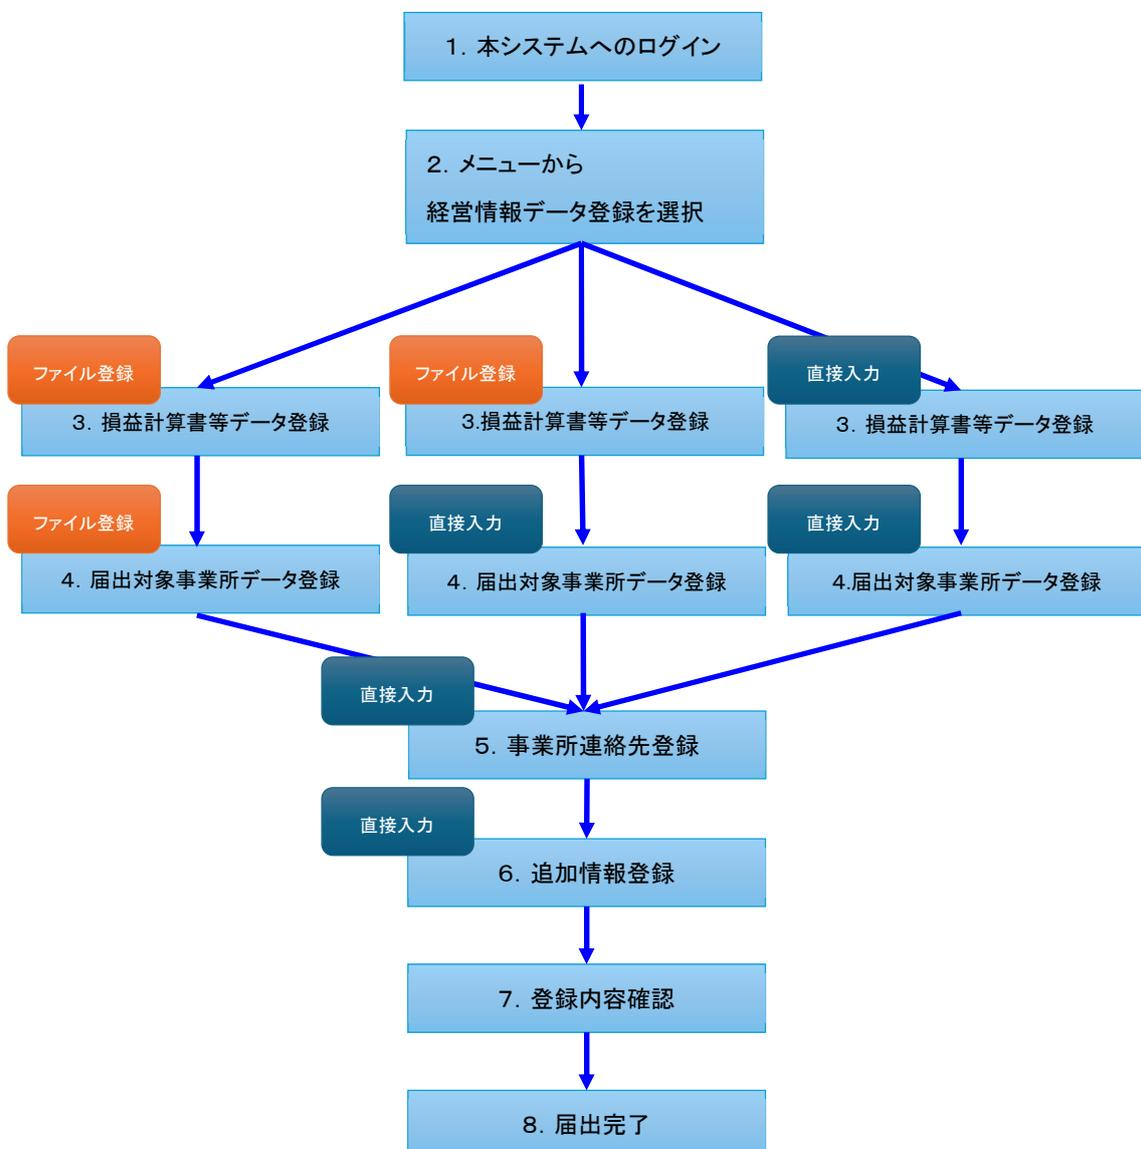 １．本システムへのログイン
２．メニューから
経営情報データ登録を選択
ファイル登録
ファイル登録
直接入力
３．損益計算書等データ登録
３.損益計算書等データ登録
３．損益計算書等データ登録
ファイル登録
直接入力
直接入力
４．届出対象事業所データ登録
４．届出対象事業所データ登録
４.届出対象事業所データ登録
直接入力
５．事業所連絡先登録
直接入力
６．追加情報登録
７．登録内容確認
８．届出完了